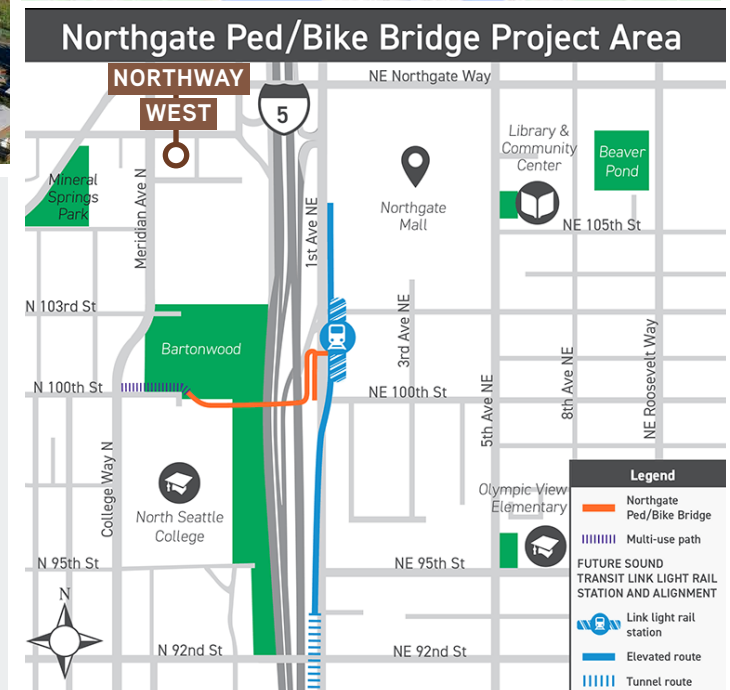 Northgate Ped/Bike Bridge Project Area
NORTHWAY
WEST
5
NE Northgate Way
Library &
Community
Center
Beaver
Pond
Mineral
Springs
Park
Meridian Ave N
1st Ave NE
Northgate
Mall
NE 105th St
N 103rd St
Bartonwood
3rd Ave NE
8th Ave NE
NE Roosevelt Way
5th Ave NE
N 100th St
NE 100th St
College Way N
North Seattle
College
Olympic View
Elementary
N 95th St
NE 95th St
N
N 92nd St
NE 92nd St
Legend
Northgate
Ped/Bike Bridge
Multi-use path
FUTURE SOUND
TRANSIT LINK LIGHT RAIL
STATION AND ALIGNMENT
Link light rail
station
Elevated route
Tunnel route